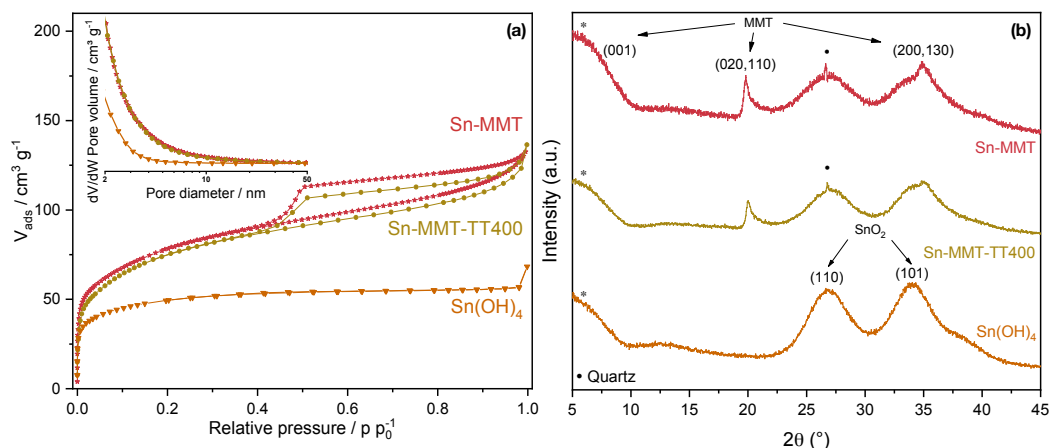 (a)
200
150
100
50
0
V_ads / cm³ g⁻¹
dV/dW Pore volume / cm³ g⁻¹
2 10 50
Pore diameter / nm
Sn-MMT
Sn-MMT-TT400
Sn(OH)₄
0.0 0.2 0.4 0.6 0.8 1.0
Relative pressure / p p₀⁻¹
(b)
Intensity (a.u.)
*
MMT
(001)
(020,110)
•
(200,130)
Sn-MMT
*
•
SnO₂
Sn-MMT-TT400
*
(110)
(101)
Sn(OH)₄
• Quartz
5 10 15 20 25 30 35 40 45
2θ (°)